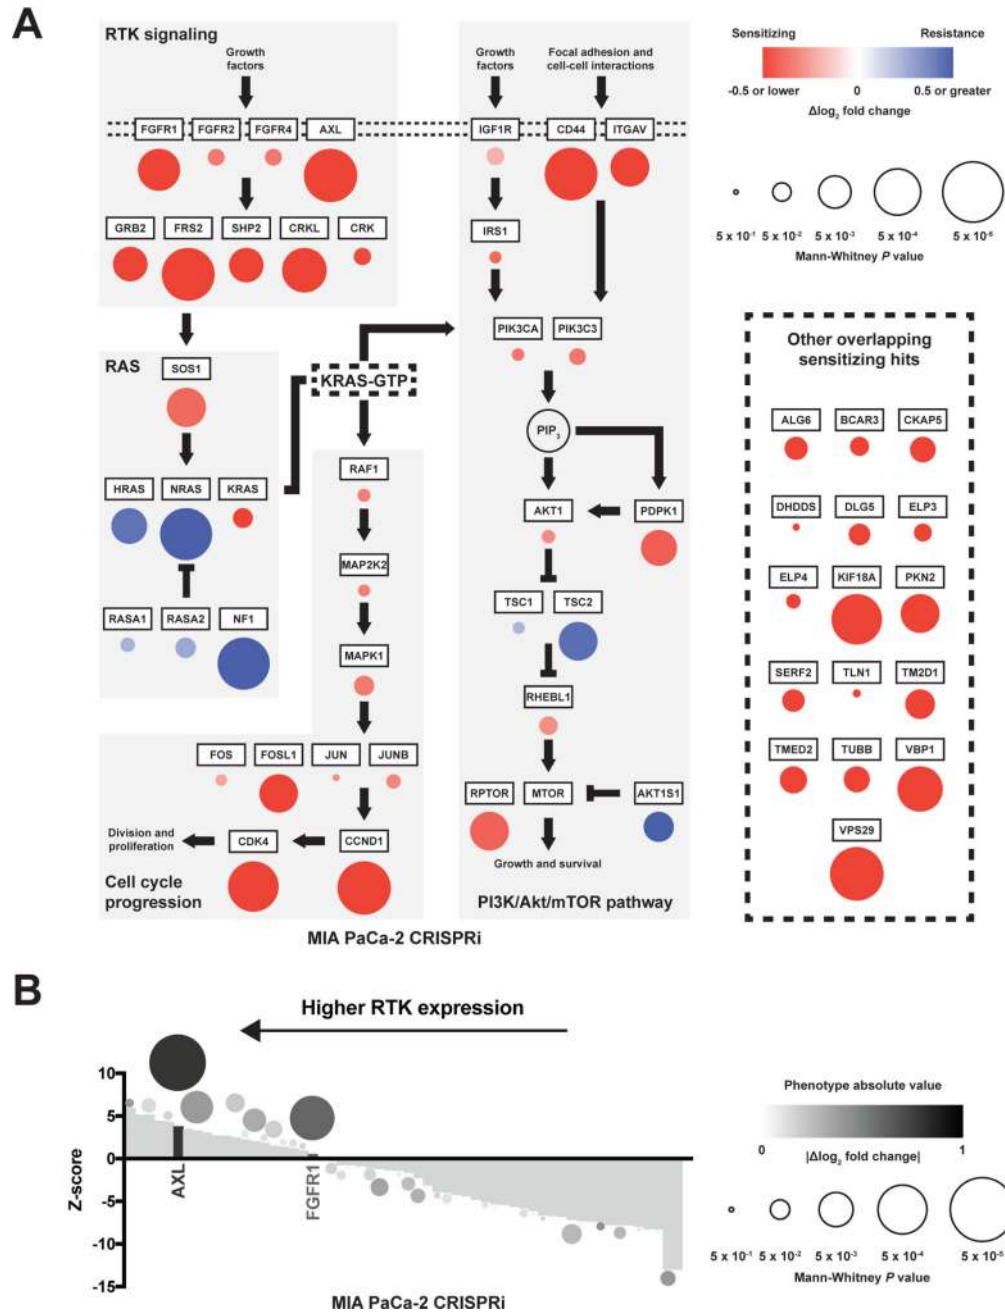 A
RTK signaling
Growth
factors
FGFR1 FGFR2 FGFR4 AXL
GRB2 FRS2 SHP2 CRKL CRK
RAS
SOS1
HRAS NRAS KRAS
RASA1 RASA2 NF1
KRAS-GTP
RAF1
MAP2K2
MAPK1
FOS FOSL1 JUN JUNB
Division and
proliferation
CDK4 CCND1
Cell cycle
progression
Growth
factors
Focal adhesion and
cell-cell interactions
IGF1R CD44 ITGAV
IRS1
PIK3CA PIK3C3
PIP3
AKT1 PDPK1
TSC1 TSC2
RHEBL1
RPTOR MTOR AKT1S1
Growth and survival
PI3K/Akt/mTOR pathway
MIA PaCa-2 CRISPRi
Sensitizing Resistance
-0.5 or lower 0 0.5 or greater
Δlog2 fold change
5 x 10-1 5 x 10-2 5 x 10-3 5 x 10-4 5 x 10-5
Mann-Whitney P value
Other overlapping
sensitizing hits
ALG6 BCAR3 CKAP5
DHDDS DLG5 ELP3
ELP4 KIF18A PKN2
SERF2 TLN1 TM2D1
TMED2 TUBB VBP1
VPS29
B
Higher RTK expression
Z-score
10
5
0
-5
-10
-15
AXL
FGFR1
MIA PaCa-2 CRISPRi
Phenotype absolute value
0 1
|Δlog2 fold change|
5 x 10-1 5 x 10-2 5 x 10-3 5 x 10-4 5 x 10-5
Mann-Whitney P value